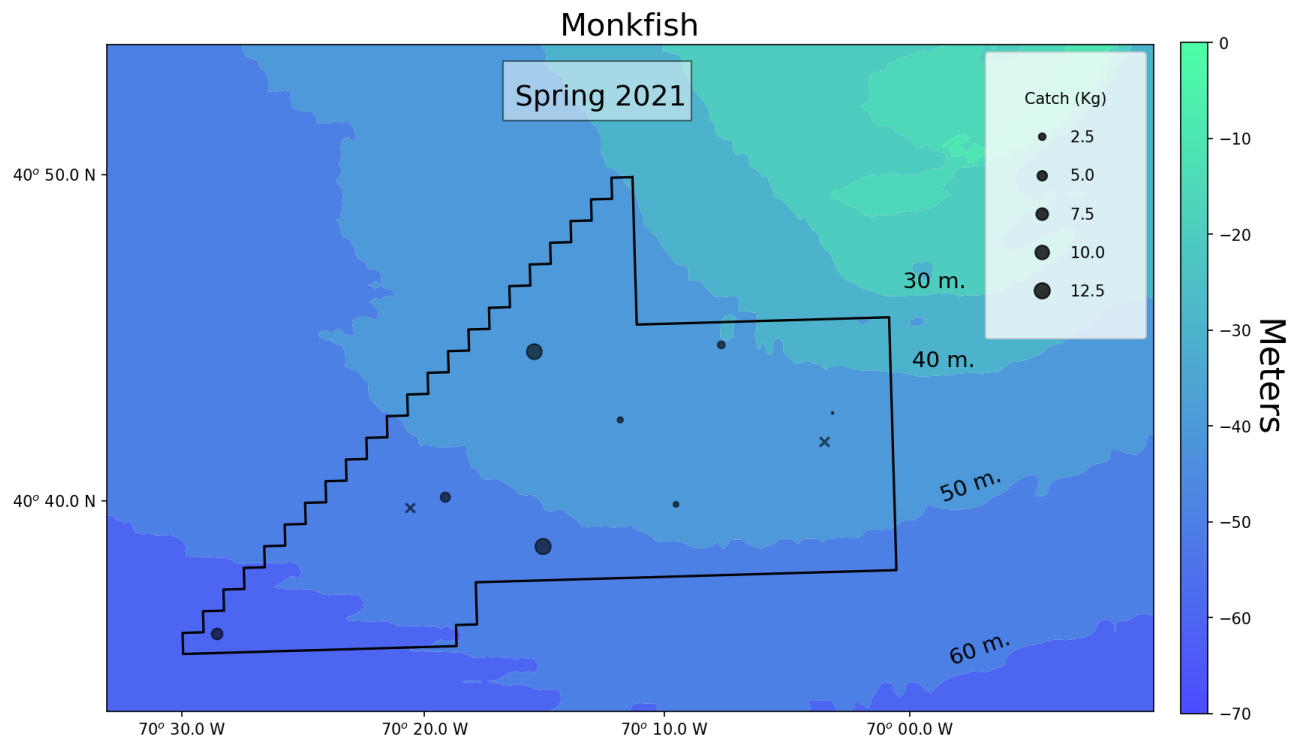 Monkfish
Spring 2021
Catch (Kg)
2.5
5.0
7.5
10.0
12.5
30 m.
40 m.
50 m.
60 m.
40° 50.0 N
40° 40.0 N
70° 30.0 W
70° 20.0 W
70° 10.0 W
70° 00.0 W
0
−10
−20
−30
−40
−50
−60
−70
Meters